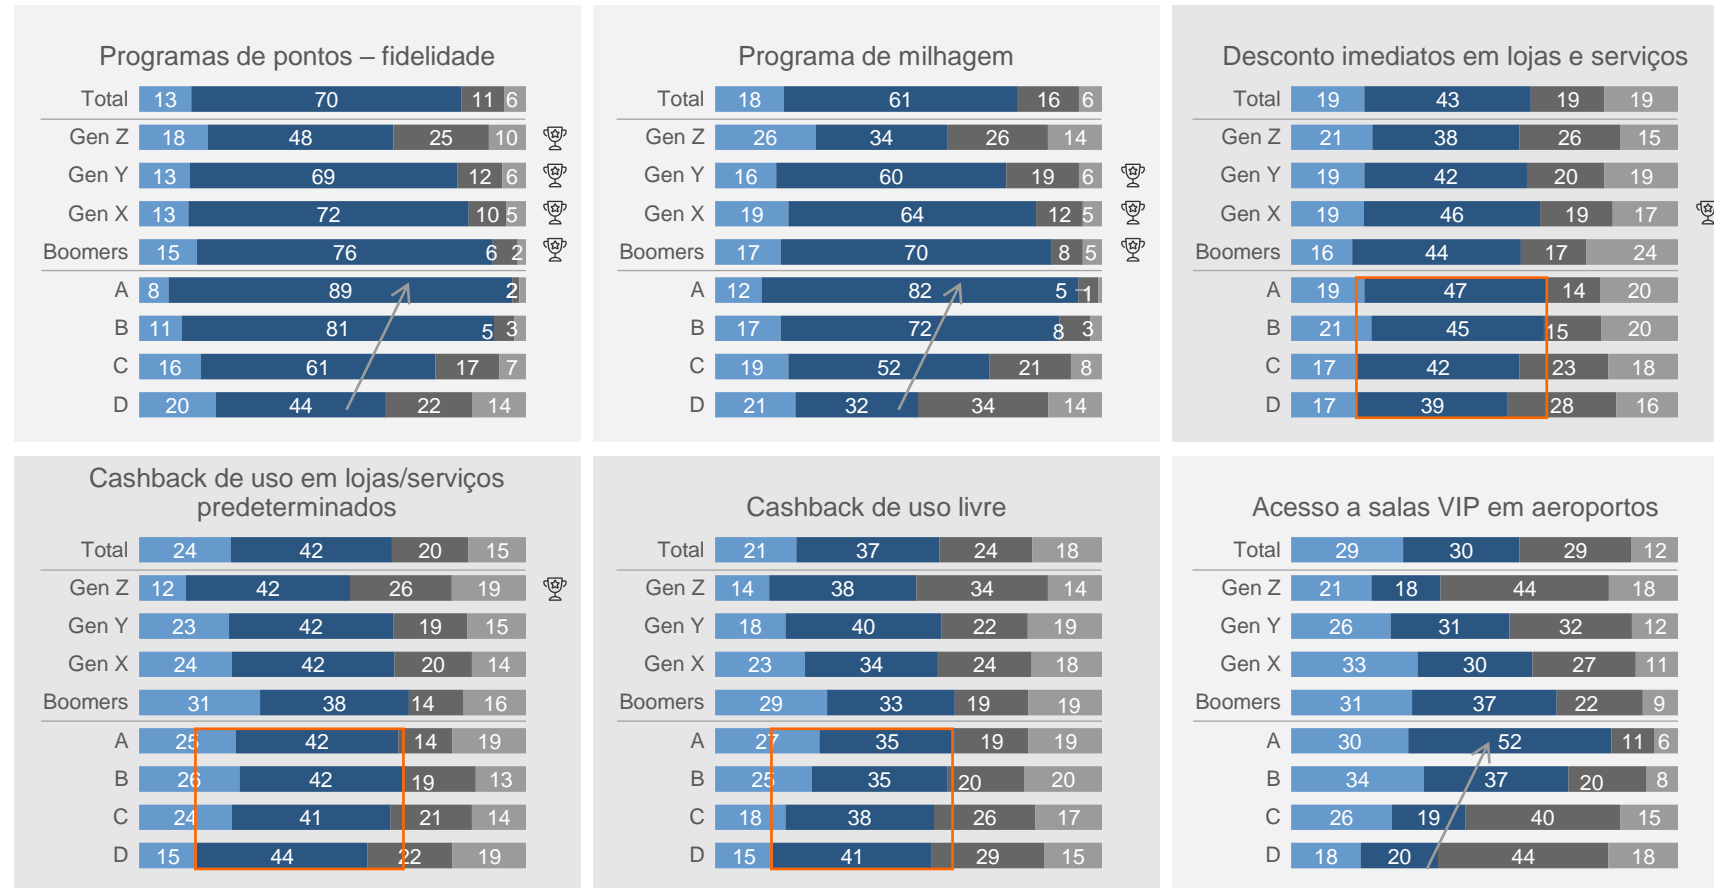 Programas de pontos – fidelidade
Total 13 70 11 6
Gen Z 18 48 25 10
Gen Y 13 69 12 6
Gen X 13 72 10 5
Boomers 15 76 6 2
A 8 89 2
B 11 81 5 3
C 16 61 17 7
D 20 44 22 14
Programa de milhagem
Total 18 61 16 6
Gen Z 26 34 26 14
Gen Y 16 60 19 6
Gen X 19 64 12 5
Boomers 17 70 8 5
A 12 82 5 1
B 17 72 8 3
C 19 52 21 8
D 21 32 34 14
Desconto imediatos em lojas e serviços
Total 19 43 19 19
Gen Z 21 38 26 15
Gen Y 19 42 20 19
Gen X 19 46 19 17
Boomers 16 44 17 24
A 19 47 14 20
B 21 45 15 20
C 17 42 23 18
D 17 39 28 16
Cashback de uso em lojas/serviços
predeterminados
Total 24 42 20 15
Gen Z 12 42 26 19
Gen Y 23 42 19 15
Gen X 24 42 20 14
Boomers 31 38 14 16
A 25 42 14 19
B 26 42 19 13
C 24 41 21 14
D 15 44 22 19
Cashback de uso livre
Total 21 37 24 18
Gen Z 14 38 34 14
Gen Y 18 40 22 19
Gen X 23 34 24 18
Boomers 29 33 19 19
A 27 35 19 19
B 25 35 20 20
C 18 38 26 17
D 15 41 29 15
Acesso a salas VIP em aeroportos
Total 29 30 29 12
Gen Z 21 18 44 18
Gen Y 26 31 32 12
Gen X 33 30 27 11
Boomers 31 37 22 9
A 30 52 11 6
B 34 37 20 8
C 26 19 40 15
D 18 20 44 18